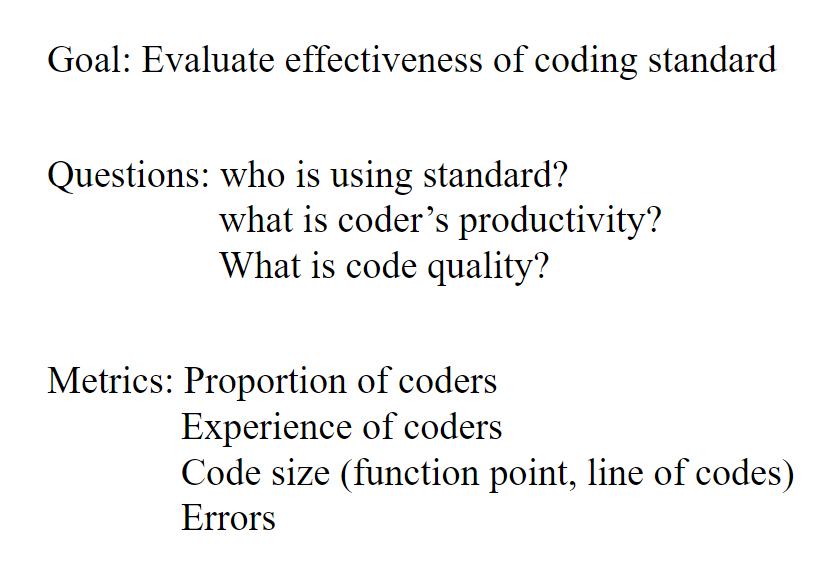 Goal: Evaluate effectiveness of coding standard
Questions: who is using standard?
what is coder’s productivity?
What is code quality?
Metrics: Proportion of coders
Experience of coders
Code size (function point, line of codes)
Errors